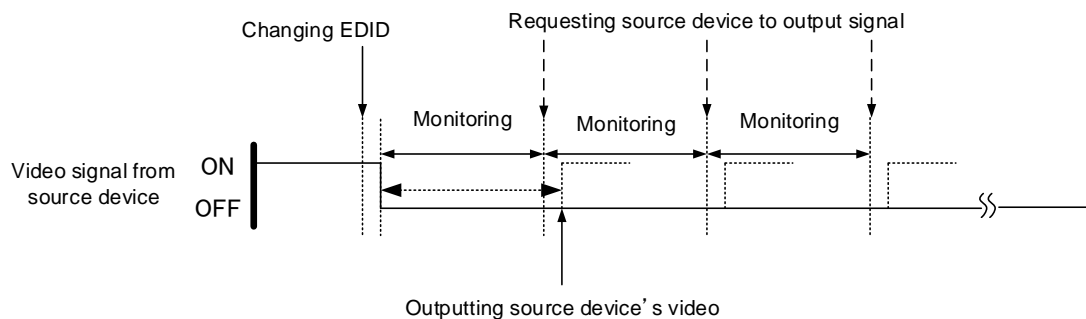 Requesting source device to output signal
Changing EDID
Monitoring
Monitoring
Monitoring
Video signal from
source device
ON
OFF
Outputting source device’s video